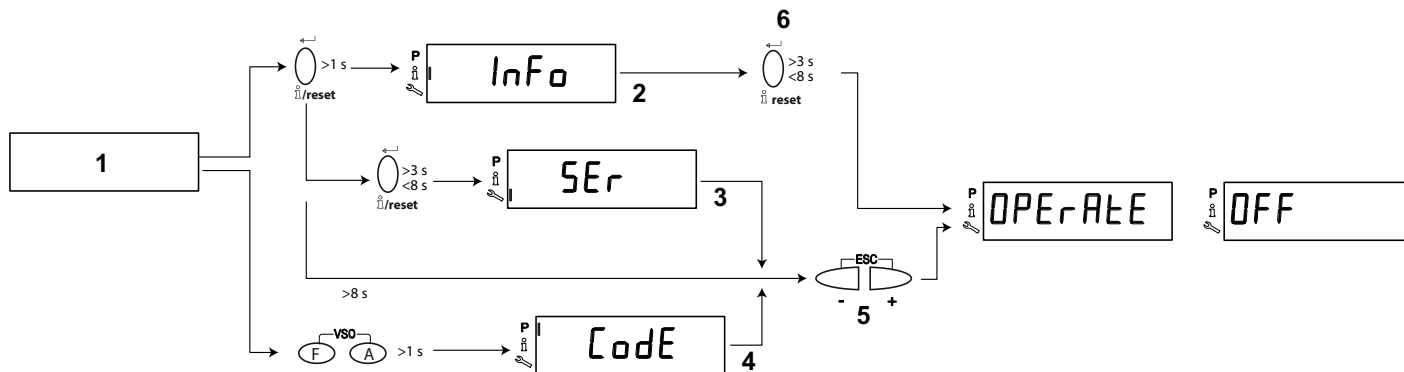 6
>1 s
P
i
InFo
2
>3 s
<8 s
i/reset
i reset
1
>3 s
<8 s
P
i
SEr
3
i/reset
P
i
OPErAtE
P
i
OFF
ESC
- +
5
>8 s
VSO
F A
>1 s
P
i
CodE
4